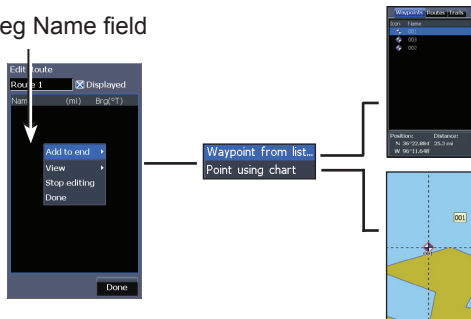 eg Name field
Edit Route
Route 1
Displayed
(mi) Brg(°T)
Add to end
View
Stop editing
Done
Done
Waypoint from list...
Point using chart
Waypoints Routes Trails
Icon Name
001
003
002
Position: Distance:
N 36°22.884' 25.3 mi
W 96°11.648'
001